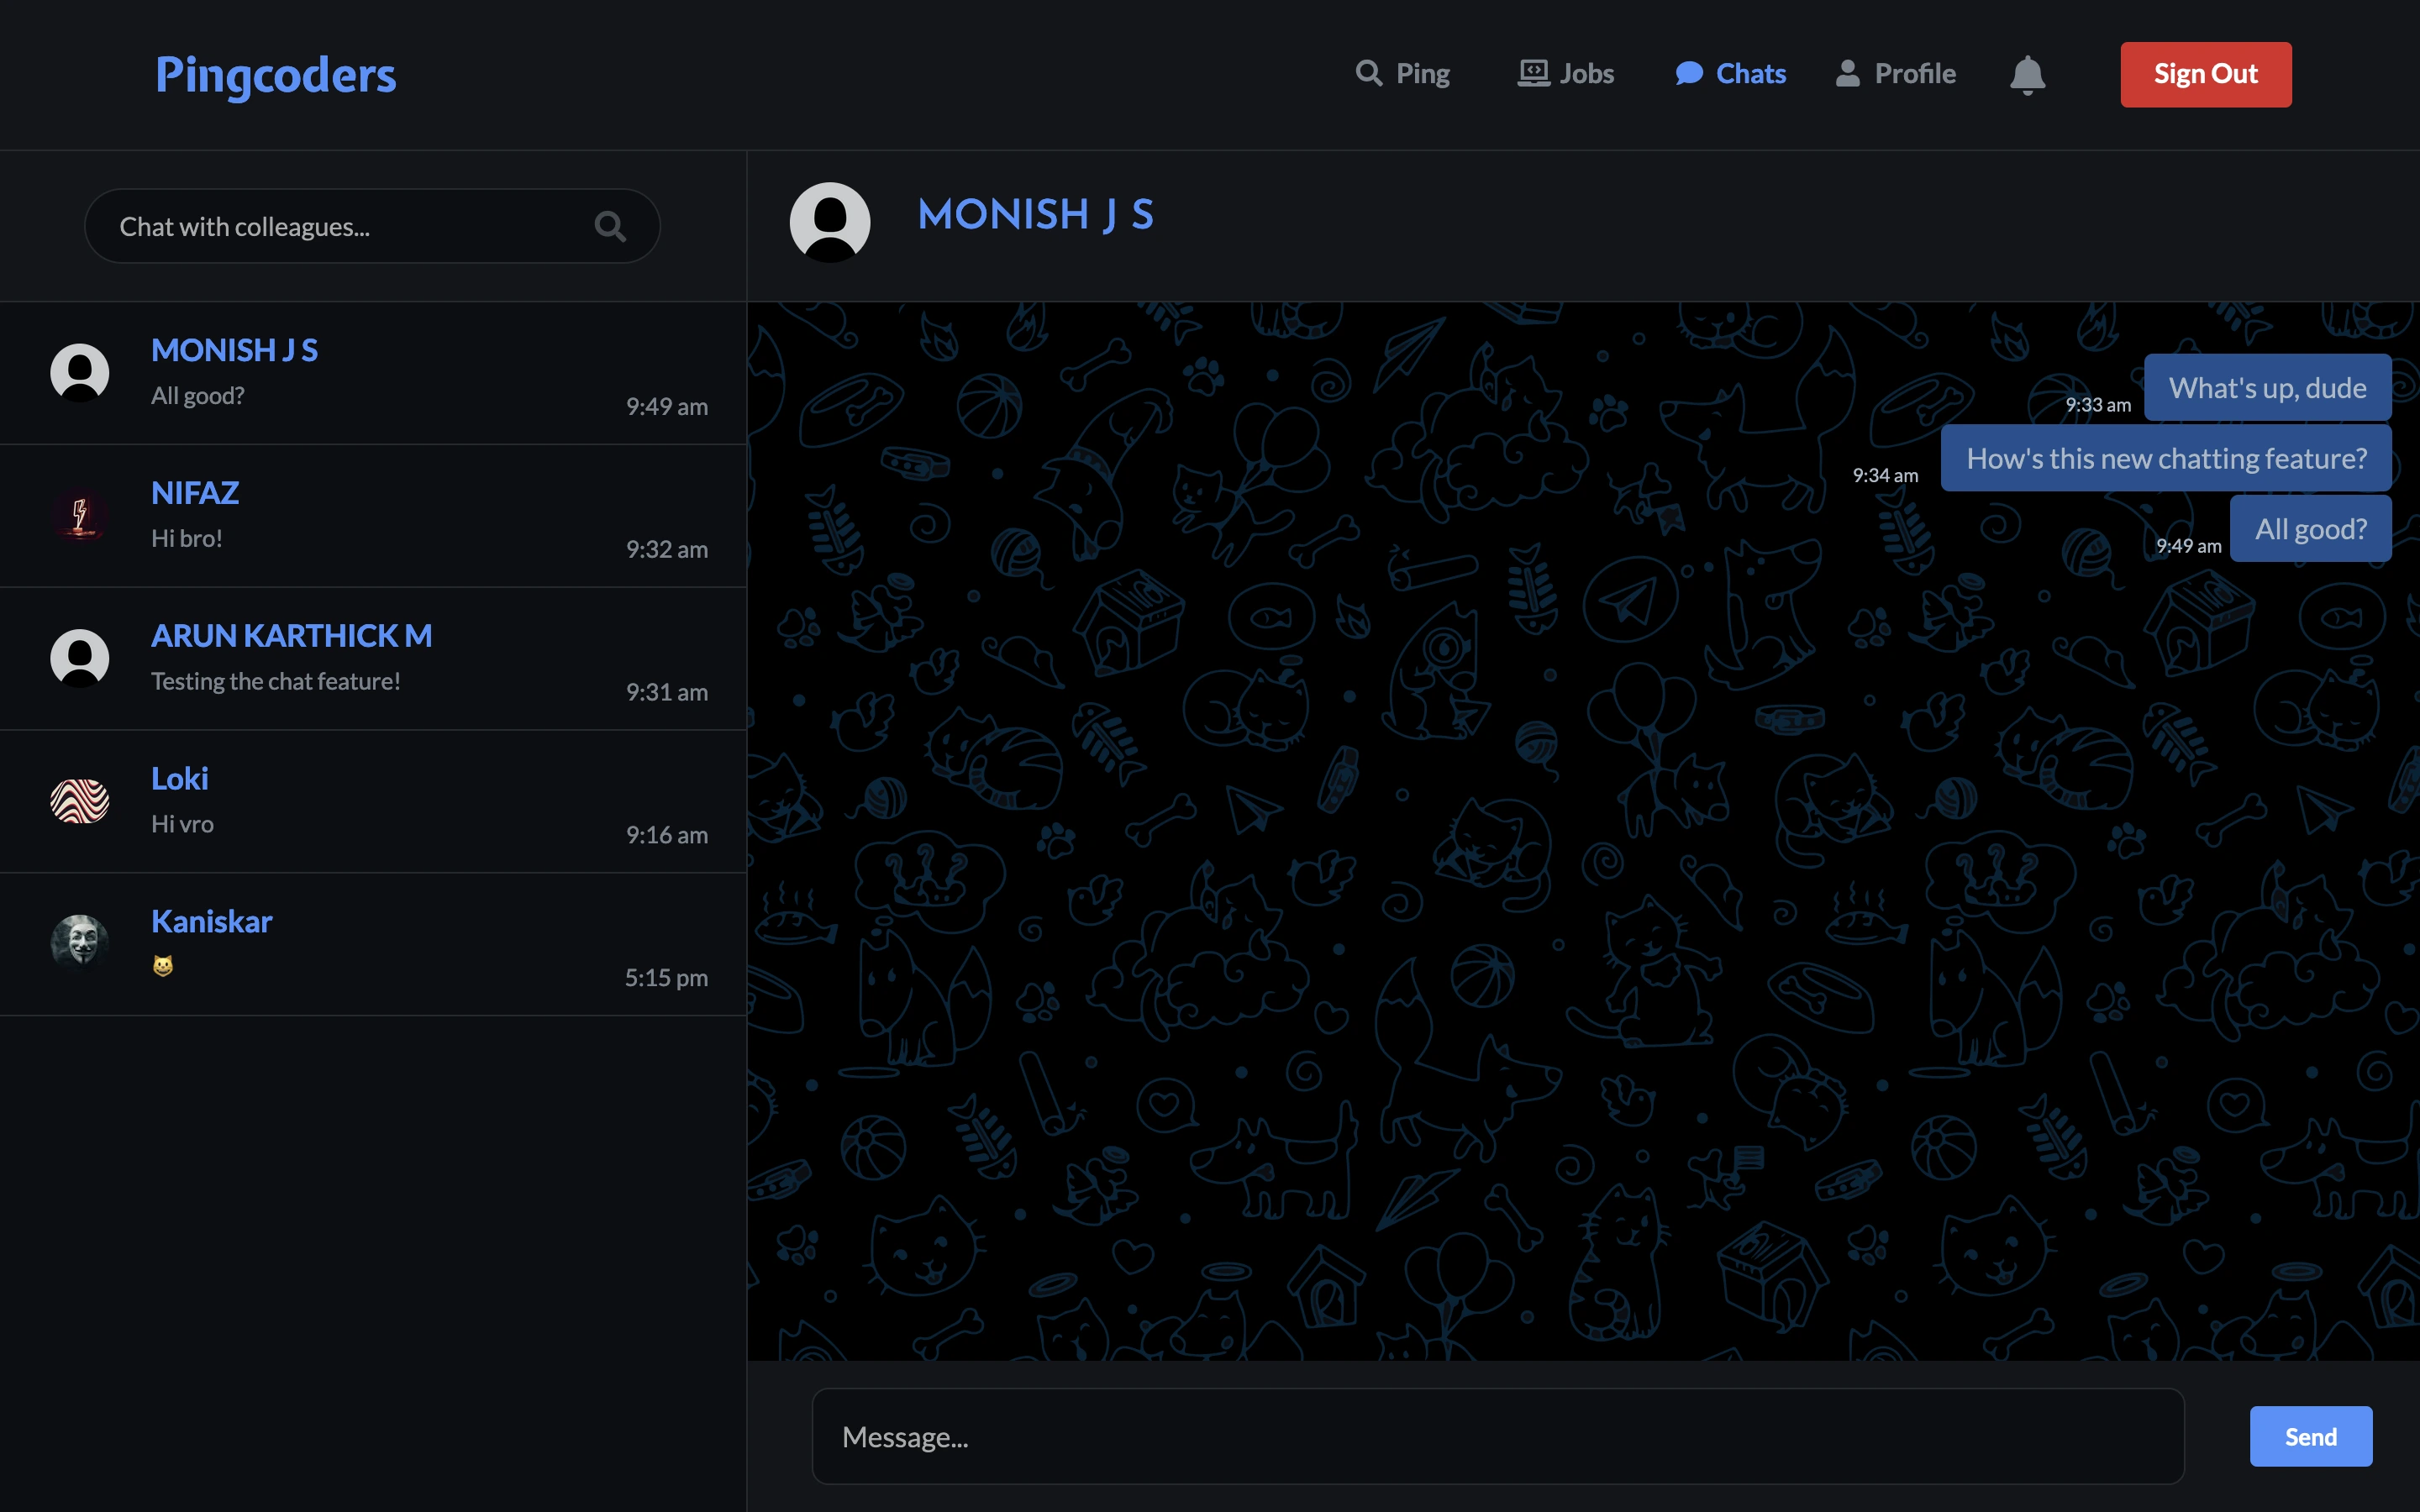 Pingcoders
Ping
Jobs
Chats
Profile
Sign Out
Chat with colleagues...
MONISH J S
All good?
9:49 am
NIFAZ
Hi bro!
9:32 am
ARUN KARTHICK M
Testing the chat feature!
9:31 am
Loki
Hi vro
9:16 am
Kaniskar
😺
5:15 pm
MONISH J S
9:33 am What's up, dude
9:34 am How's this new chatting feature?
9:49 am All good?
Message...
Send